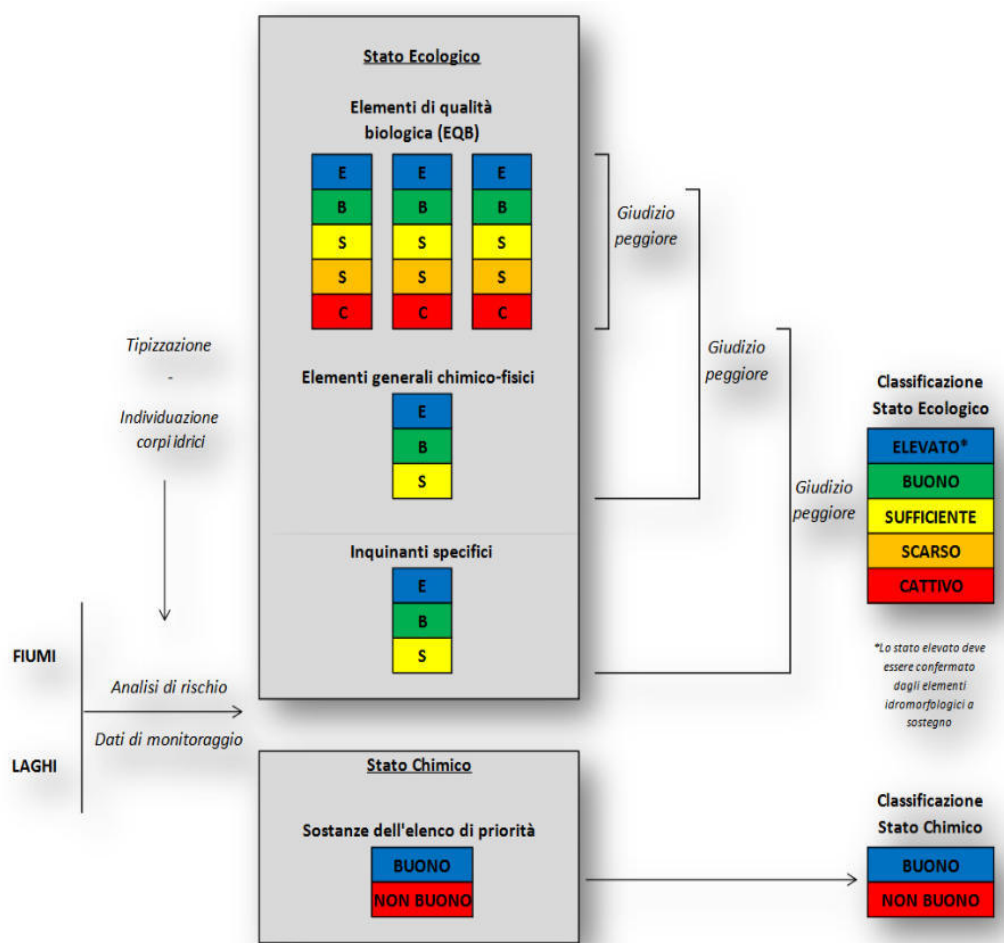 Stato Ecologico
Elementi di qualità
biologica (EQB)
E
E
E
B
B
B
S
S
S
S
S
S
C
C
C
Giudizio
peggiore
Tipizzazione
-
Individuazione
corpi idrici
Elementi generali chimico-fisici
E
B
S
Giudizio
peggiore
Inquinanti specifici
E
B
S
Giudizio
peggiore
Classificazione
Stato Ecologico
ELEVATO*
BUONO
SUFFICIENTE
SCARSO
CATTIVO
*Lo stato elevato deve
essere confermato
dagli elementi
idromorfologici a
sostegno
FIUMI
LAGHI
Analisi di rischio
Dati di monitoraggio
Stato Chimico
Sostanze dell'elenco di priorità
BUONO
NON BUONO
Classificazione
Stato Chimico
BUONO
NON BUONO